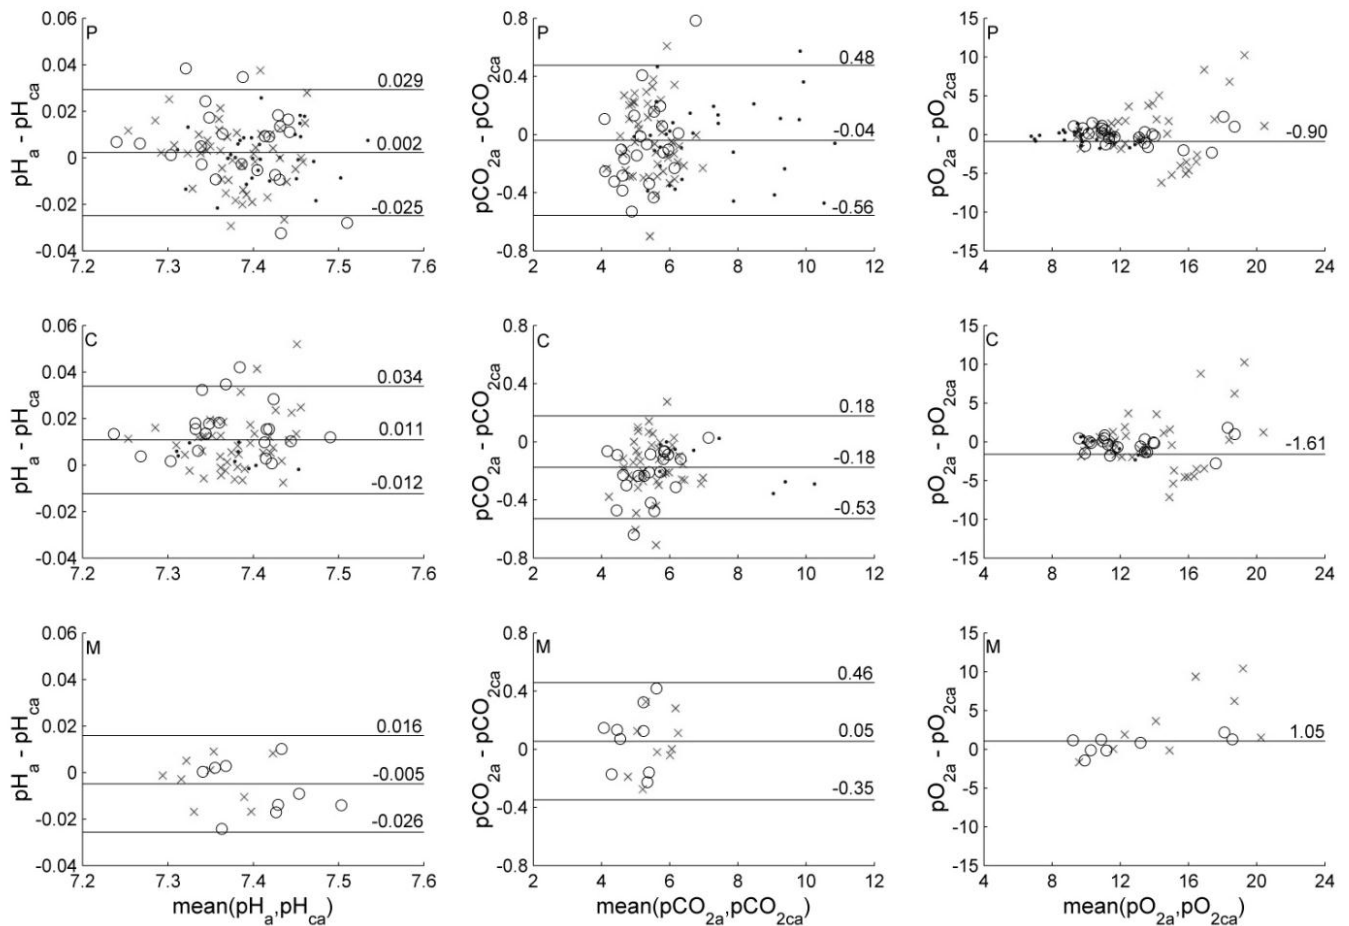 0.06
P
0.04
0.029
0.02
0.002
0
-0.02
-0.025
-0.04
7.2 7.3 7.4 7.5 7.6
pHa - pHca
0.8
P
0.48
0.4
0
-0.04
-0.4
-0.56
-0.8
2 4 6 8 10 12
pCO2a - pCO2ca
15
P
10
5
0
-0.90
-5
-10
-15
4 8 12 16 20 24
pO2a - pO2ca
0.06
C
0.04
0.034
0.02
0.011
0
-0.012
-0.02
-0.04
7.2 7.3 7.4 7.5 7.6
pHa - pHca
0.8
C
0.4
0.18
0
-0.18
-0.4
-0.53
-0.8
2 4 6 8 10 12
pCO2a - pCO2ca
15
C
10
5
0
-1.61
-5
-10
-15
4 8 12 16 20 24
pO2a - pO2ca
0.06
M
0.04
0.02
0.016
0
-0.005
-0.02
-0.026
-0.04
7.2 7.3 7.4 7.5 7.6
pHa - pHca
mean(pHa,pHca)
0.8
M
0.46
0.4
0.05
0
-0.35
-0.4
-0.8
2 4 6 8 10 12
pCO2a - pCO2ca
mean(pCO2a,pCO2ca)
15
M
10
5
1.05
0
-5
-10
-15
4 8 12 16 20 24
pO2a - pO2ca
mean(pO2a,pO2ca)